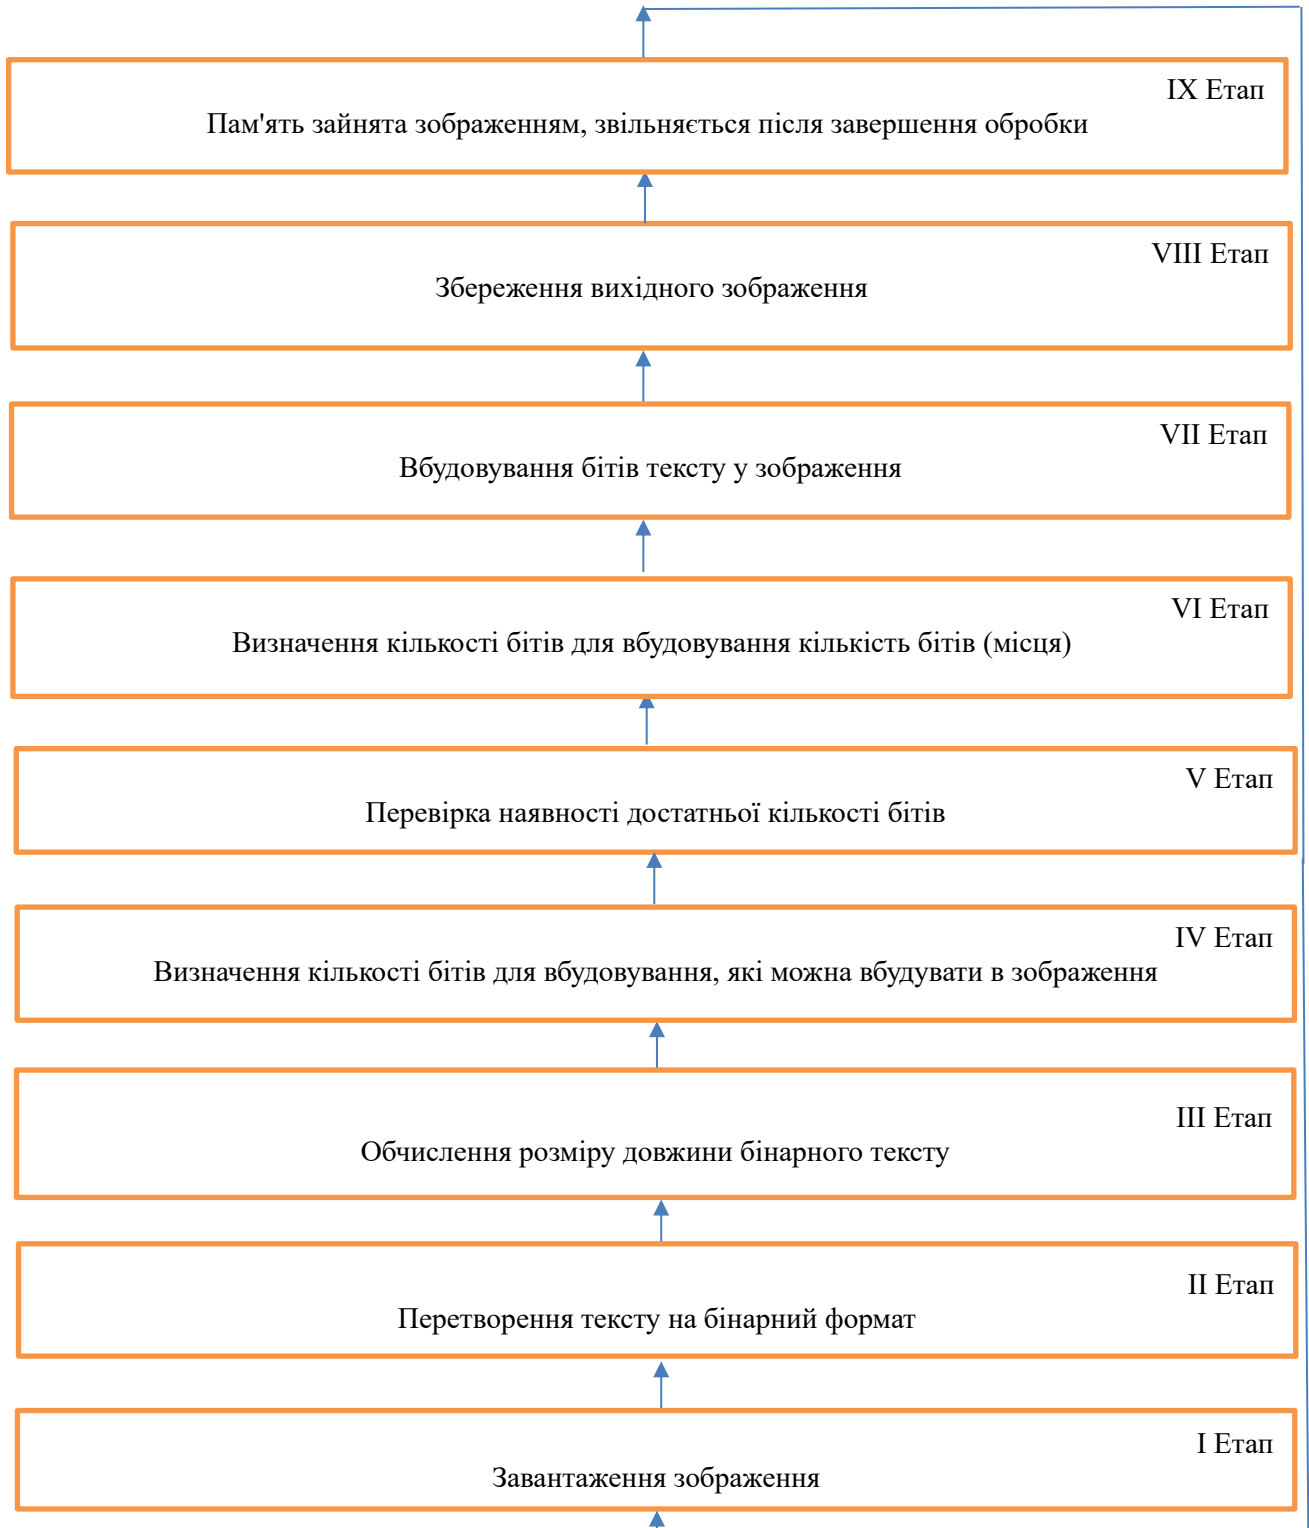 IX Етап
Пам'ять зайнята зображенням, звільняється після завершення обробки
VIII Етап
Збереження вихідного зображення
VII Етап
Вбудовування бітів тексту у зображення
VI Етап
Визначення кількості бітів для вбудовування кількість бітів (місця)
V Етап
Перевірка наявності достатньої кількості бітів
IV Етап
Визначення кількості бітів для вбудовування, які можна вбудувати в зображення
III Етап
Обчислення розміру довжини бінарного тексту
II Етап
Перетворення тексту на бінарний формат
I Етап
Завантаження зображення